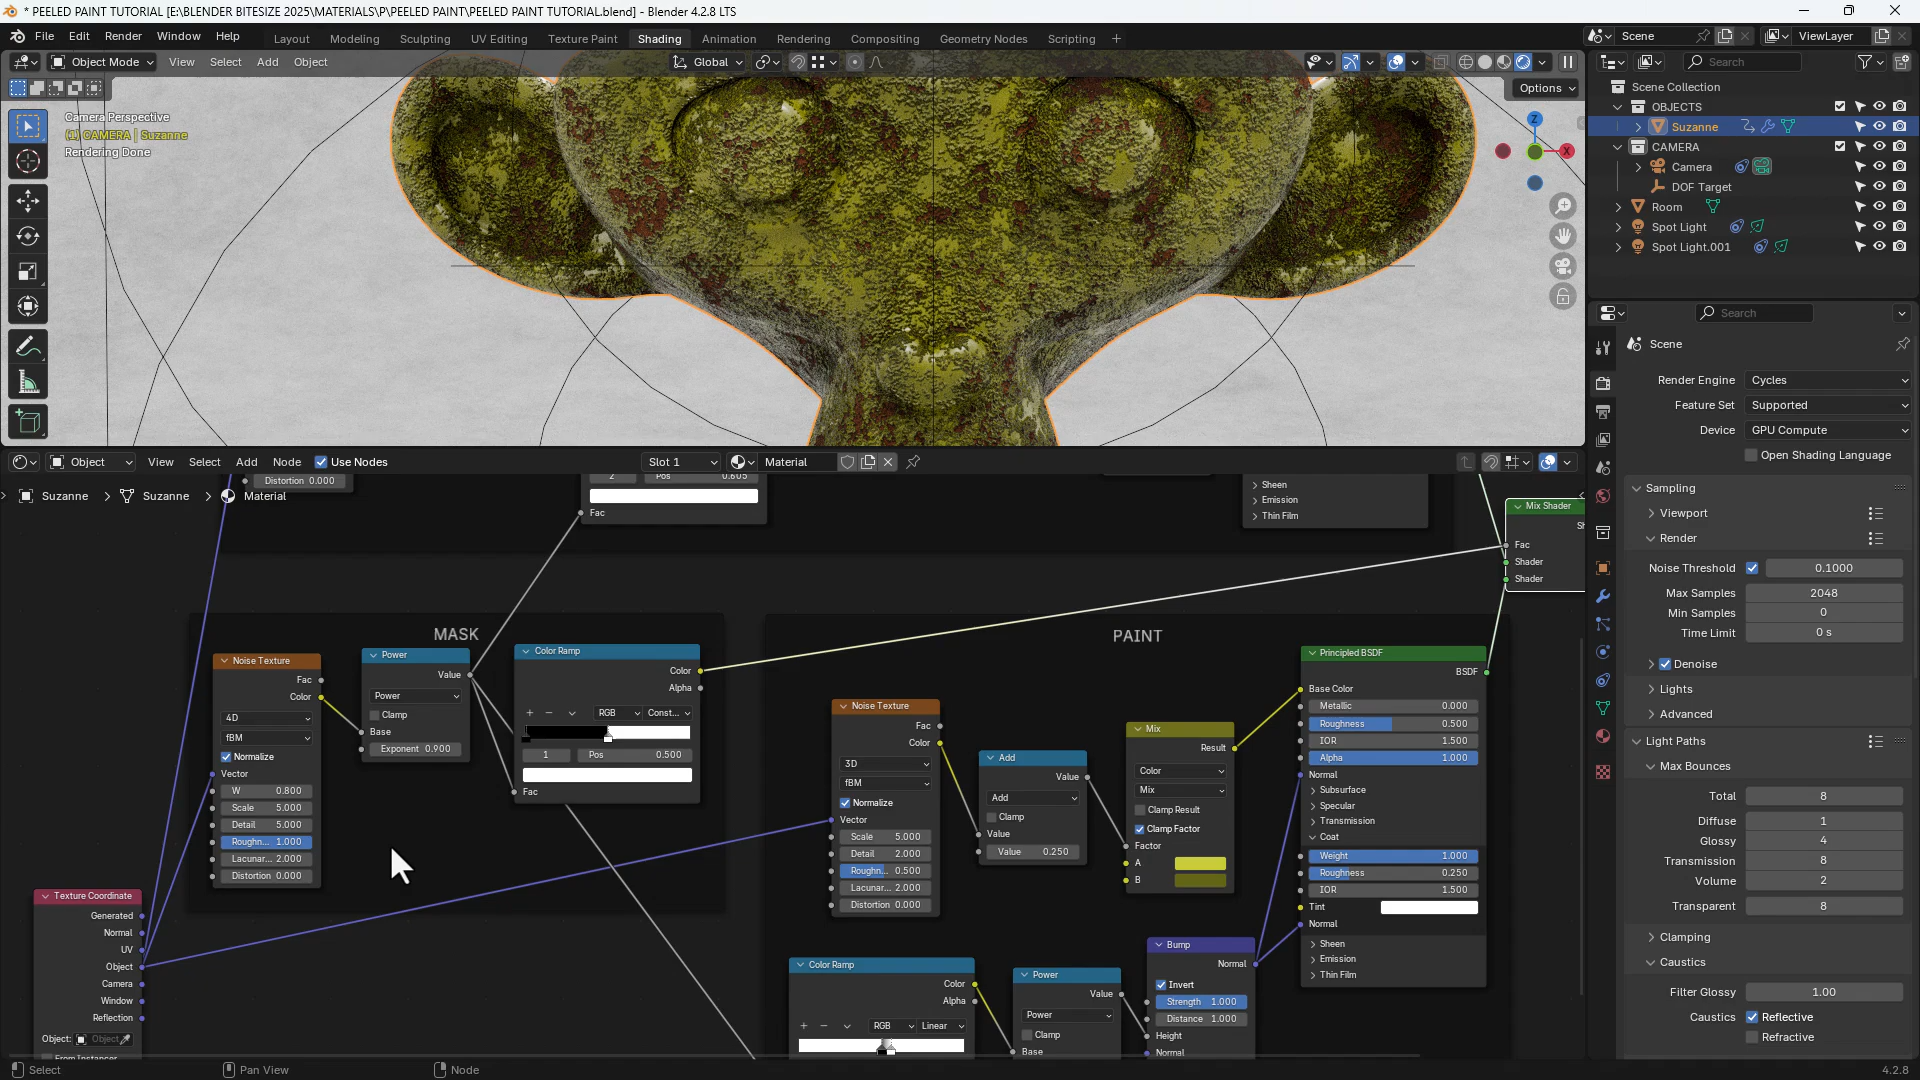 * PEELED PAINT TUTORIAL [E:\BLENDER BITESIZE 2025\MATERIALS\P\PEELED PAINT\PEELED PAINT TUTORIAL.blend] - Blender 4.2.8 LTS
File Edit Render Window Help Layout Modeling Sculpting UV Editing Texture Paint Shading Animation Rendering Compositing Geometry Nodes Scripting + Scene ViewLayer
Object Mode View Select Add Object Global Search
Options
Camera Perspective
(1) CAMERA | Suzanne
Rendering Done
Z
X
Scene Collection
OBJECTS
Suzanne
CAMERA
Camera
DOF Target
Room
Spot Light
Spot Light.001
Search
Scene
Render Engine Cycles
Feature Set Supported
Device GPU Compute
Open Shading Language
Sampling
Viewport
Render
Noise Threshold 0.1000
Max Samples 2048
Min Samples 0
Time Limit 0 s
Denoise
Lights
Advanced
Light Paths
Max Bounces
Total 8
Diffuse 1
Glossy 4
Transmission 8
Volume 2
Transparent 8
Clamping
Caustics
Filter Glossy 1.00
Caustics Reflective
Refractive
Object View Select Add Node Use Nodes Slot 1 Material
Suzanne > Suzanne > Material
Distortion 0.000
2 Pos 0.605
Fac
Sheen
Emission
Thin Film
Mix Shader
Sh
Fac
Shader
Shader
MASK
Noise Texture
Fac
Color
4D
fBM
Normalize
Vector
W 0.800
Scale 5.000
Detail 5.000
Roughn... 1.000
Lacunar... 2.000
Distortion 0.000
Power
Value
Power
Clamp
Base
Exponent 0.900
Color Ramp
Color
Alpha
RGB Const...
1 Pos 0.500
Fac
PAINT
Noise Texture
Fac
Color
3D
fBM
Normalize
Vector
Scale 5.000
Detail 2.000
Roughn... 0.500
Lacunar... 2.000
Distortion 0.000
Add
Value
Add
Clamp
Value
Value 0.250
Mix
Result
Color
Mix
Clamp Result
Clamp Factor
Factor
A
B
Principled BSDF
BSDF
Base Color
Metallic 0.000
Roughness 0.500
IOR 1.500
Alpha 1.000
Normal
Subsurface
Specular
Transmission
Coat
Weight 1.000
Roughness 0.250
IOR 1.500
Tint
Normal
Sheen
Emission
Thin Film
Texture Coordinate
Generated
Normal
UV
Object
Camera
Window
Reflection
Object: Object
From Instancer
Color Ramp
Color
Alpha
RGB Linear
Power
Value
Power
Clamp
Base
Bump
Normal
Invert
Strength 1.000
Distance 1.000
Height
Normal
Select Pan View Node 4.2.8